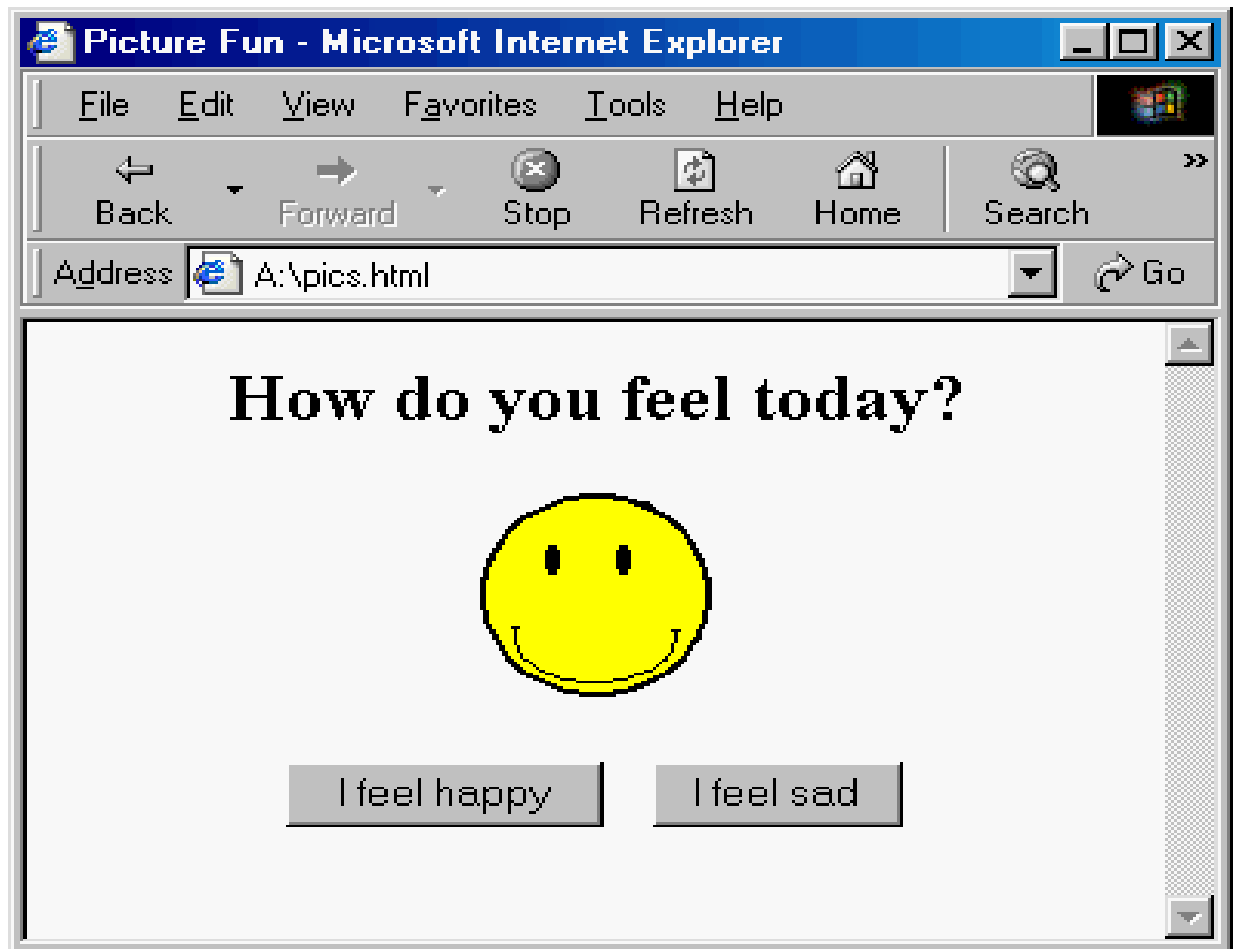 Picture Fun - Microsoft Internet Explorer
File Edit View Favorites Tools Help
Back Forward Stop Refresh Home Search »
Address A:\pics.html Go
How do you feel today?
I feel happy I feel sad